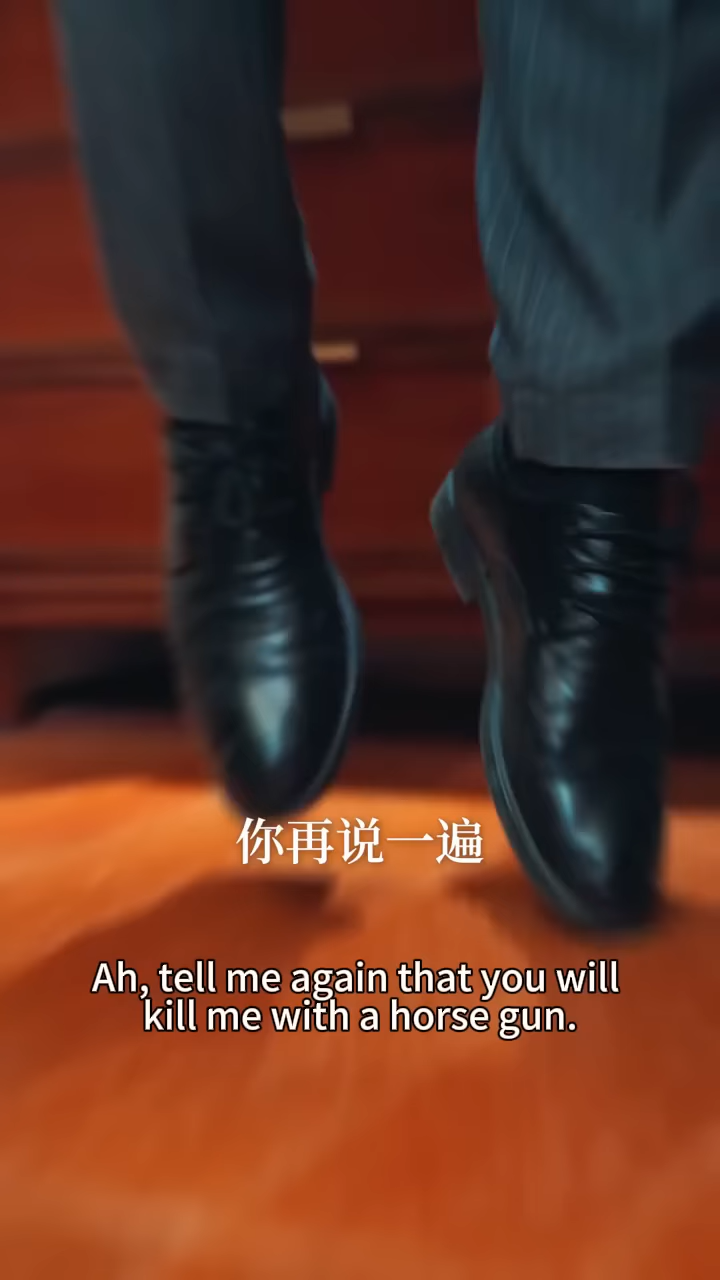 你再说一遍
Ah, tell me again that you will
kill me with a horse gun.